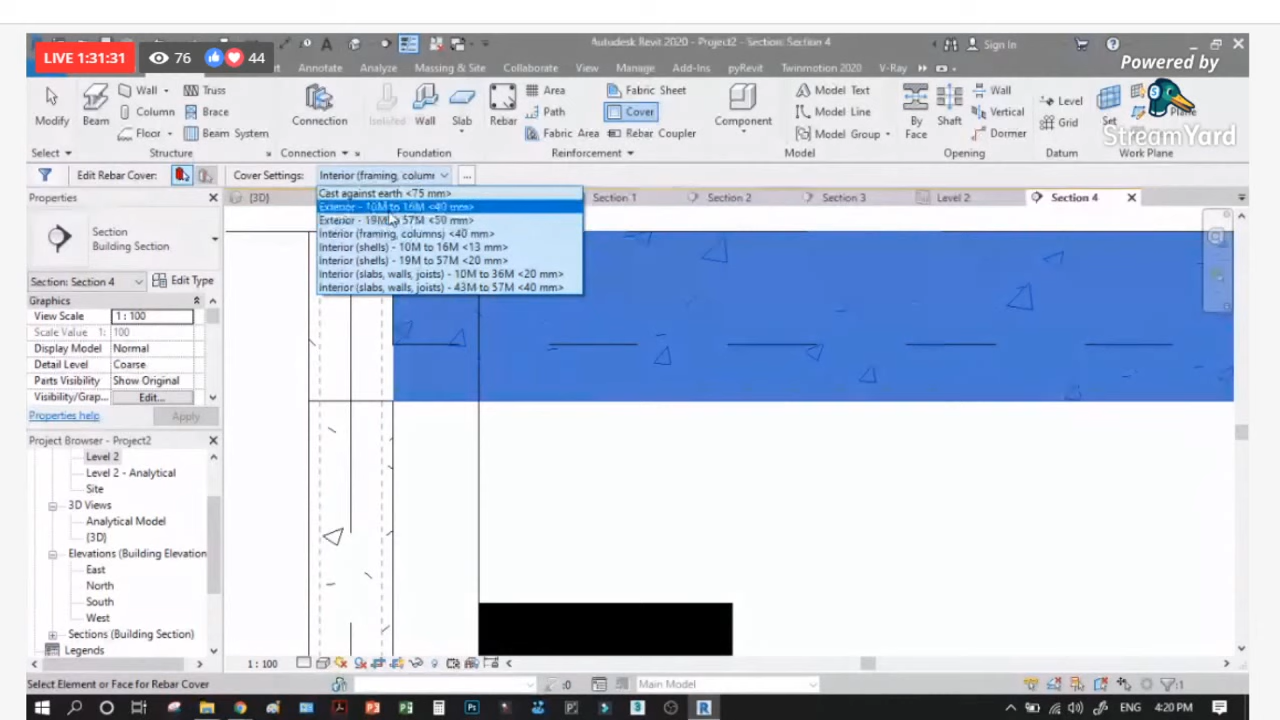 LIVE 1:31:31 76 44
Autodesk Revit 2020 - Project2 - Section: Section 4
Sign In
Powered by
StreamYard
Annotate Analyze Massing & Site Collaborate View Manage Add-Ins pyRevit Twinmotion 2020 V-Ray
Modify Beam Wall Truss
Column Brace
Floor Beam System
Connection Isolated Wall Slab
Rebar Area Fabric Sheet
Path Cover
Fabric Area Rebar Coupler
Component Model Text
Model Line
Model Group
By Face Shaft Wall
Vertical
Dormer
Level
Grid
Set Plane
Select Structure Connection Foundation Reinforcement Model Opening Datum Work Plane
Edit Rebar Cover: Cover Settings: Interior (framing, colum ...
Cast against earth <75 mm>
Exterior - 10M to 16M <40 mm>
Exterior - 19M to 57M <50 mm>
Interior (framing, columns) <40 mm>
Interior (shells) - 10M to 16M <13 mm>
Interior (shells) - 19M to 57M <20 mm>
Interior (slabs, walls, joists) - 10M to 36M <20 mm>
Interior (slabs, walls, joists) - 43M to 57M <40 mm>
{3D} Section 1 Section 2 Section 3 Level 2 Section 4
Properties
Section
Building Section
Section: Section 4 Edit Type
Graphics
View Scale 1 : 100
Scale Value 1: 100
Display Model Normal
Detail Level Coarse
Parts Visibility Show Original
Visibility/Grap... Edit...
Properties help Apply
Project Browser - Project2
Level 2
Level 2 - Analytical
Site
3D Views
Analytical Model
{3D}
Elevations (Building Elevation
East
North
South
West
Sections (Building Section)
Legends
1 : 100
Select Element or Face for Rebar Cover :0 Main Model :1
ENG 4:20 PM